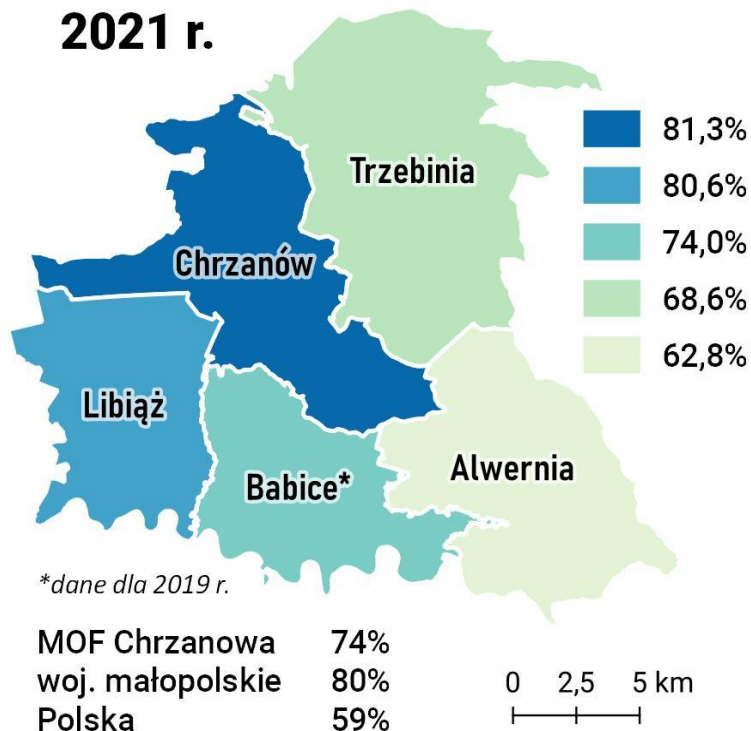 2021 r.
81,3%
80,6%
74,0%
68,6%
62,8%
Trzebinia
Chrzanów
Libiąż
Babice*
Alwernia
*dane dla 2019 r.
MOF Chrzanowa 74%
woj. małopolskie 80%
Polska 59%
0 2,5 5 km